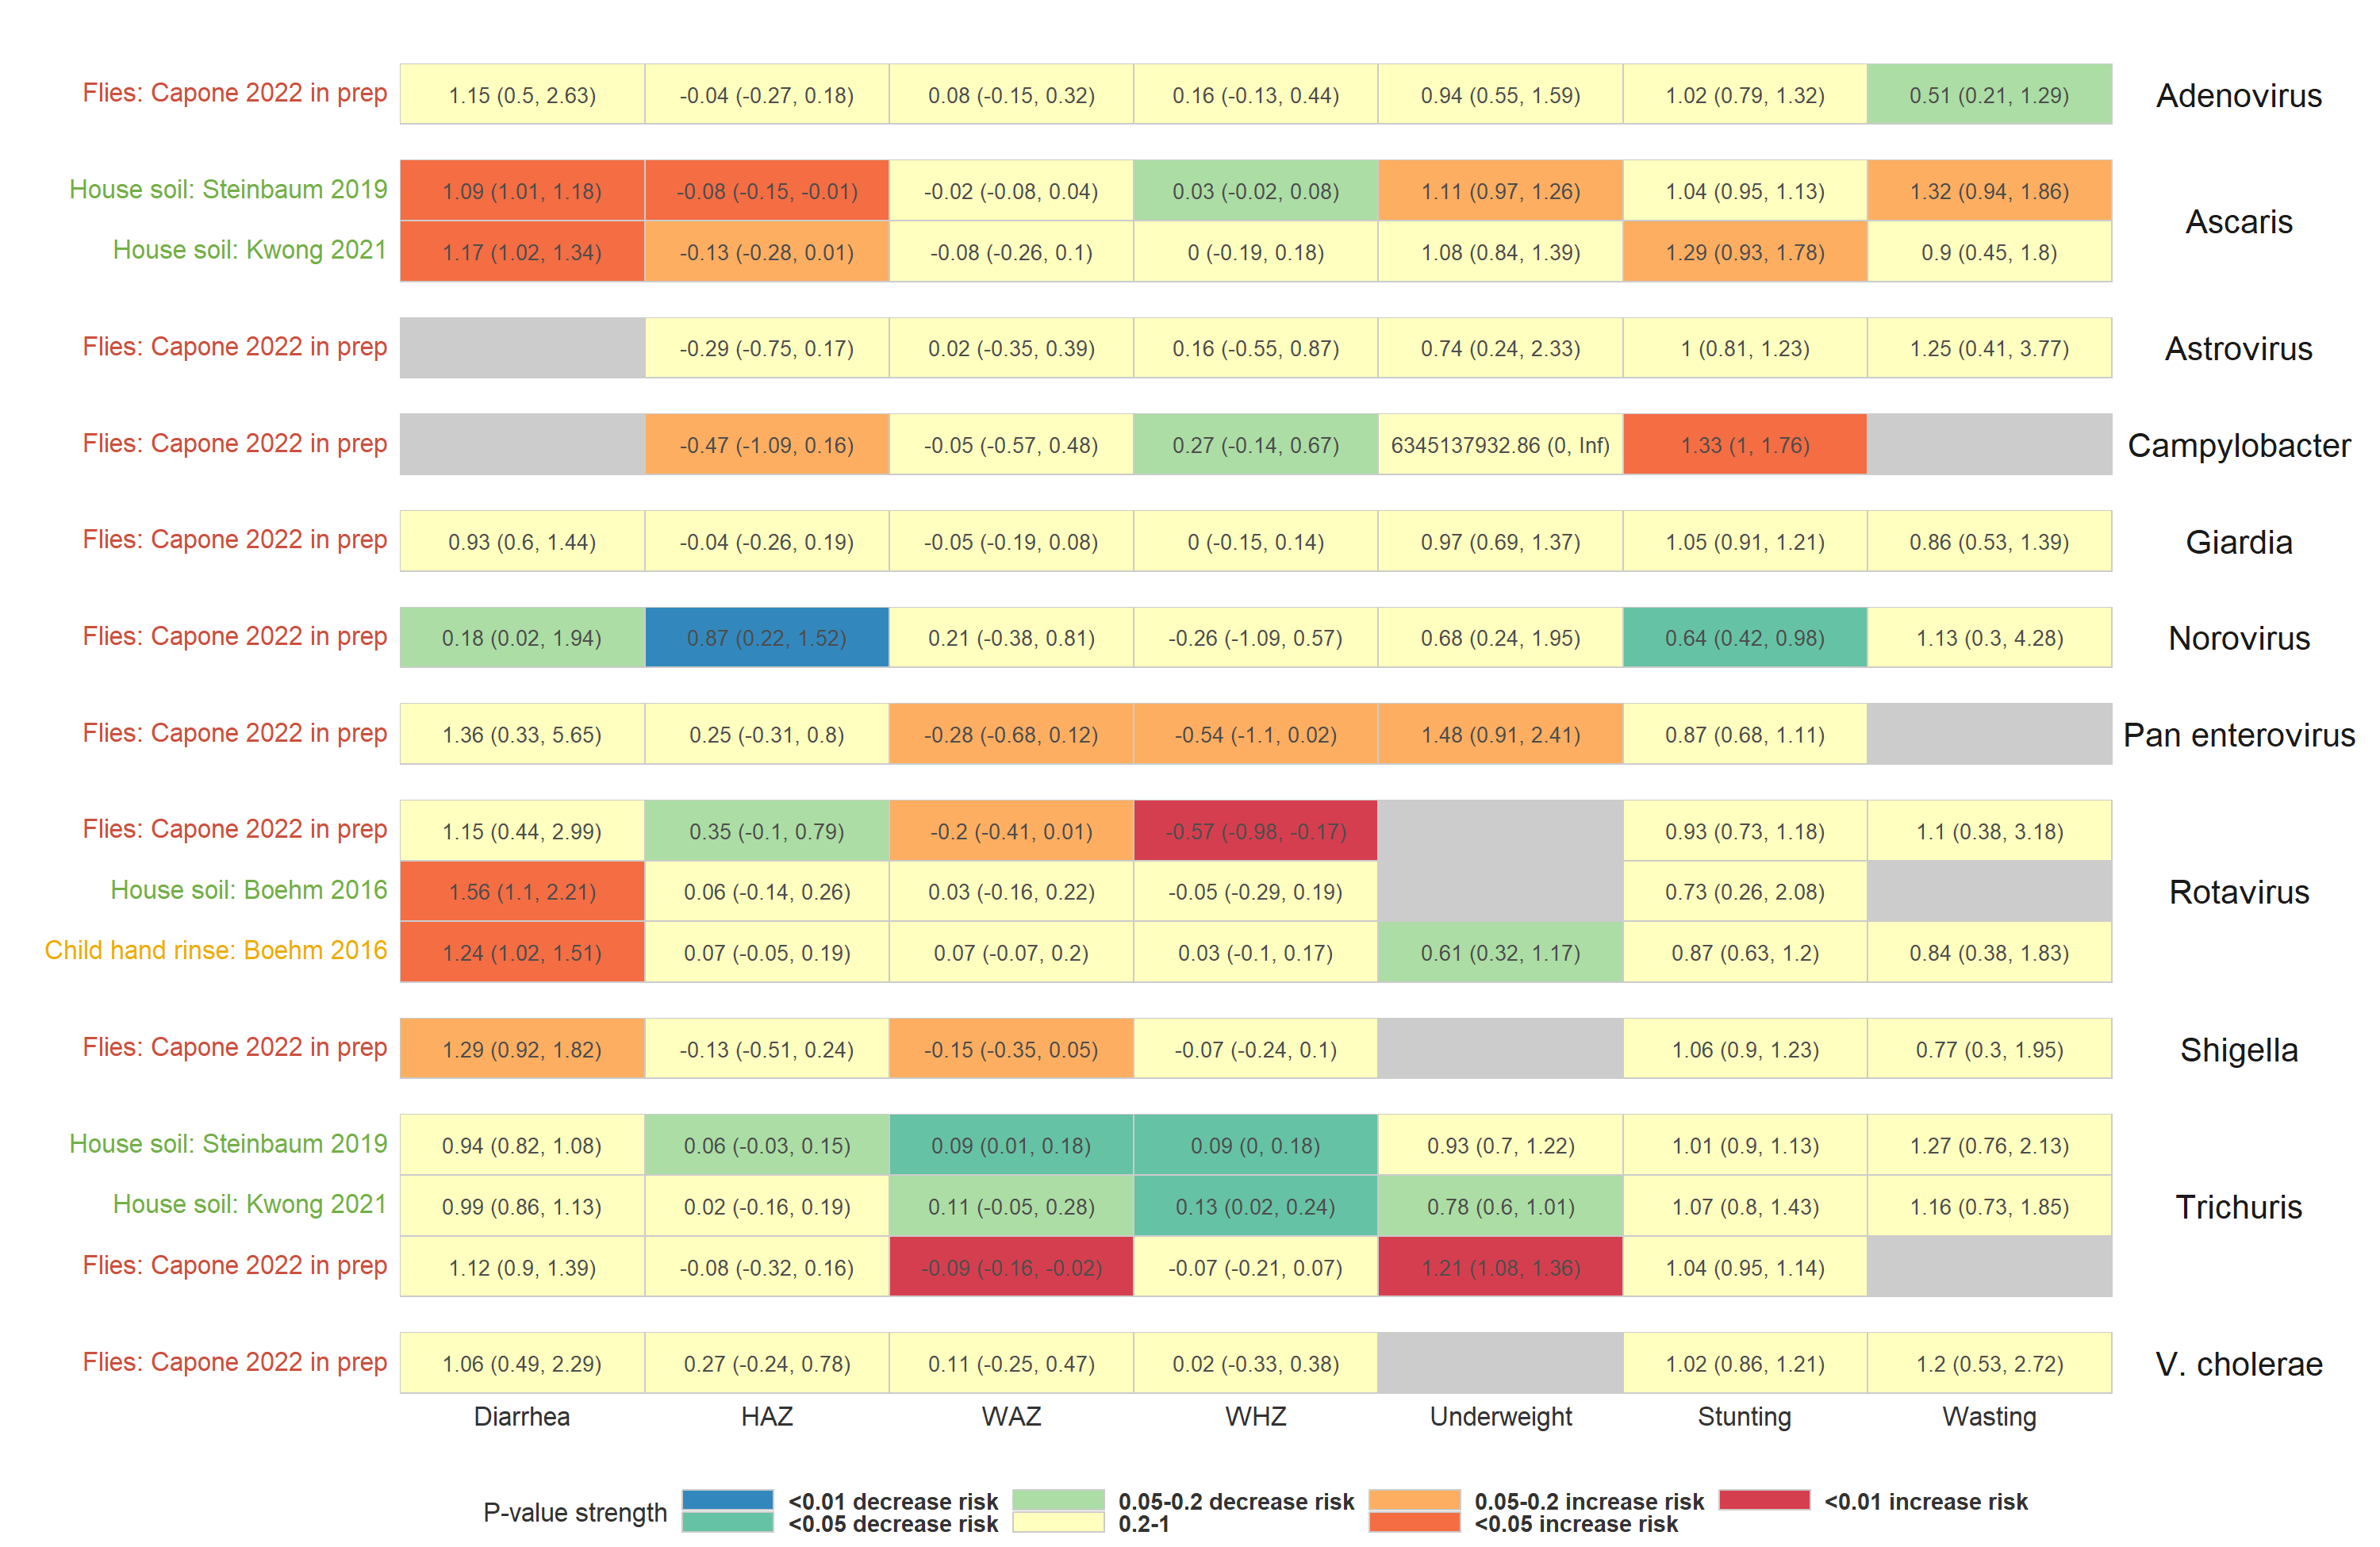 Flies: Capone 2022 in prep 1.15 (0.5, 2.63) -0.04 (-0.27, 0.18) 0.08 (-0.15, 0.32) 0.16 (-0.13, 0.44) 0.94 (0.55, 1.59) 1.02 (0.79, 1.32) 0.51 (0.21, 1.29) Adenovirus
House soil: Steinbaum 2019 1.09 (1.01, 1.18) -0.08 (-0.15, -0.01) -0.02 (-0.08, 0.04) 0.03 (-0.02, 0.08) 1.11 (0.97, 1.26) 1.04 (0.95, 1.13) 1.32 (0.94, 1.86)
Ascaris
House soil: Kwong 2021 1.17 (1.02, 1.34) -0.13 (-0.28, 0.01) -0.08 (-0.26, 0.1) 0 (-0.19, 0.18) 1.08 (0.84, 1.39) 1.29 (0.93, 1.78) 0.9 (0.45, 1.8)
Flies: Capone 2022 in prep -0.29 (-0.75, 0.17) 0.02 (-0.35, 0.39) 0.16 (-0.55, 0.87) 0.74 (0.24, 2.33) 1 (0.81, 1.23) 1.25 (0.41, 3.77) Astrovirus
Flies: Capone 2022 in prep -0.47 (-1.09, 0.16) -0.05 (-0.57, 0.48) 0.27 (-0.14, 0.67) 6345137932.86 (0, Inf) 1.33 (1, 1.76) Campylobacter
Flies: Capone 2022 in prep 0.93 (0.6, 1.44) -0.04 (-0.26, 0.19) -0.05 (-0.19, 0.08) 0 (-0.15, 0.14) 0.97 (0.69, 1.37) 1.05 (0.91, 1.21) 0.86 (0.53, 1.39) Giardia
Flies: Capone 2022 in prep 0.18 (0.02, 1.94) 0.87 (0.22, 1.52) 0.21 (-0.38, 0.81) -0.26 (-1.09, 0.57) 0.68 (0.24, 1.95) 0.64 (0.42, 0.98) 1.13 (0.3, 4.28) Norovirus
Flies: Capone 2022 in prep 1.36 (0.33, 5.65) 0.25 (-0.31, 0.8) -0.28 (-0.68, 0.12) -0.54 (-1.1, 0.02) 1.48 (0.91, 2.41) 0.87 (0.68, 1.11) Pan enterovirus
Flies: Capone 2022 in prep 1.15 (0.44, 2.99) 0.35 (-0.1, 0.79) -0.2 (-0.41, 0.01) -0.57 (-0.98, -0.17) 0.93 (0.73, 1.18) 1.1 (0.38, 3.18)
House soil: Boehm 2016 1.56 (1.1, 2.21) 0.06 (-0.14, 0.26) 0.03 (-0.16, 0.22) -0.05 (-0.29, 0.19) 0.73 (0.26, 2.08) Rotavirus
Child hand rinse: Boehm 2016 1.24 (1.02, 1.51) 0.07 (-0.05, 0.19) 0.07 (-0.07, 0.2) 0.03 (-0.1, 0.17) 0.61 (0.32, 1.17) 0.87 (0.63, 1.2) 0.84 (0.38, 1.83)
Flies: Capone 2022 in prep 1.29 (0.92, 1.82) -0.13 (-0.51, 0.24) -0.15 (-0.35, 0.05) -0.07 (-0.24, 0.1) 1.06 (0.9, 1.23) 0.77 (0.3, 1.95) Shigella
House soil: Steinbaum 2019 0.94 (0.82, 1.08) 0.06 (-0.03, 0.15) 0.09 (0.01, 0.18) 0.09 (0, 0.18) 0.93 (0.7, 1.22) 1.01 (0.9, 1.13) 1.27 (0.76, 2.13)
House soil: Kwong 2021 0.99 (0.86, 1.13) 0.02 (-0.16, 0.19) 0.11 (-0.05, 0.28) 0.13 (0.02, 0.24) 0.78 (0.6, 1.01) 1.07 (0.8, 1.43) 1.16 (0.73, 1.85) Trichuris
Flies: Capone 2022 in prep 1.12 (0.9, 1.39) -0.08 (-0.32, 0.16) -0.09 (-0.16, -0.02) -0.07 (-0.21, 0.07) 1.21 (1.08, 1.36) 1.04 (0.95, 1.14)
Flies: Capone 2022 in prep 1.06 (0.49, 2.29) 0.27 (-0.24, 0.78) 0.11 (-0.25, 0.47) 0.02 (-0.33, 0.38) 1.02 (0.86, 1.21) 1.2 (0.53, 2.72) V. cholerae
Diarrhea HAZ WAZ WHZ Underweight Stunting Wasting
P-value strength
<0.01 decrease risk 0.05-0.2 decrease risk 0.05-0.2 increase risk <0.01 increase risk
<0.05 decrease risk 0.2-1 <0.05 increase risk